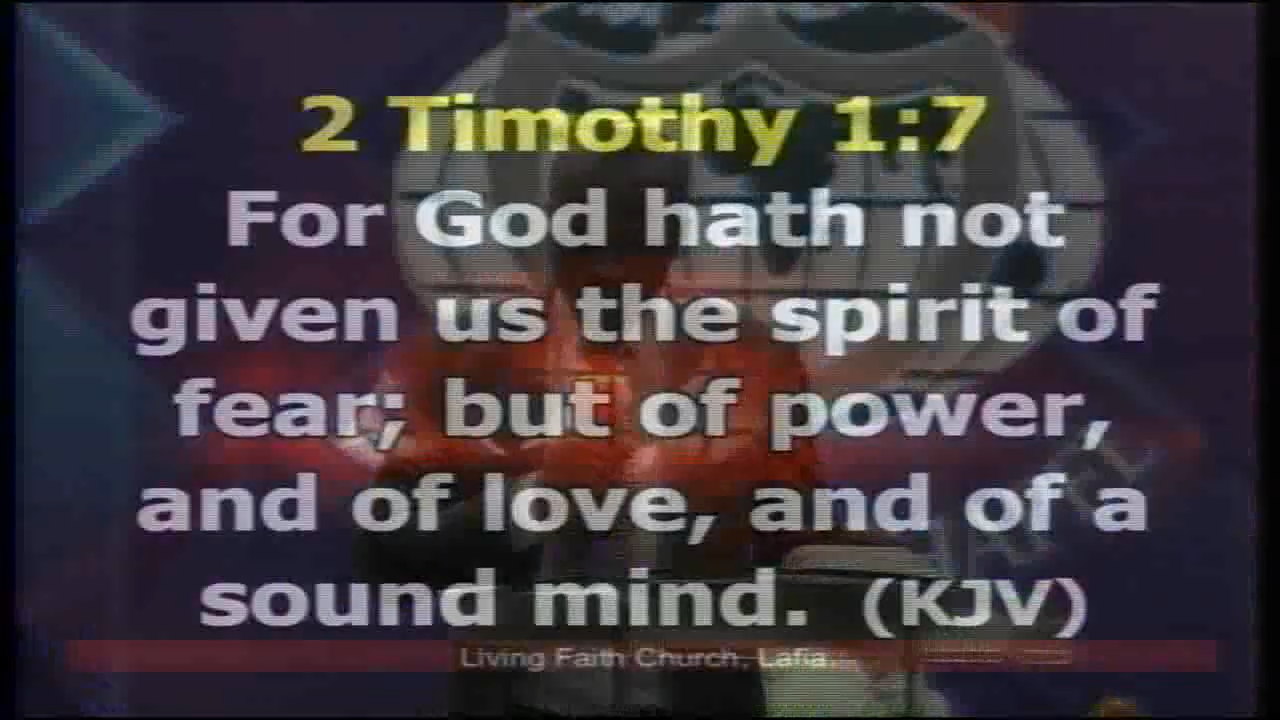 2 Timothy 1:7
For God hath not
given us the spirit of
fear; but of power,
and of love, and of a
sound mind. (KJV)
Living Faith Church, Lafia.